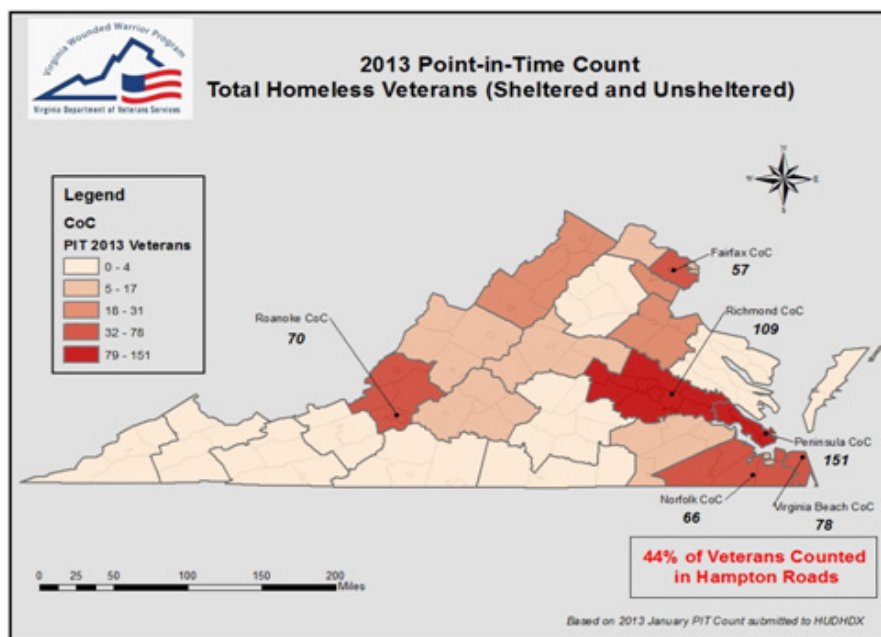 Virginia Wounded Warrior Program
Virginia Department of Veterans Services
2013 Point-in-Time Count
Total Homeless Veterans (Sheltered and Unsheltered)
N
W
E
S
Legend
CoC
PIT 2013 Veterans
0 - 4
5 - 17
18 - 31
32 - 78
79 - 151
Fairfax CoC
57
Richmond CoC
109
Roanoke CoC
70
Peninsula CoC
151
Norfolk CoC
66
Virginia Beach CoC
78
44% of Veterans Counted
in Hampton Roads
0 25 50 100 150 200
Miles
Based on 2013 January PIT Count submitted to HUDHDX